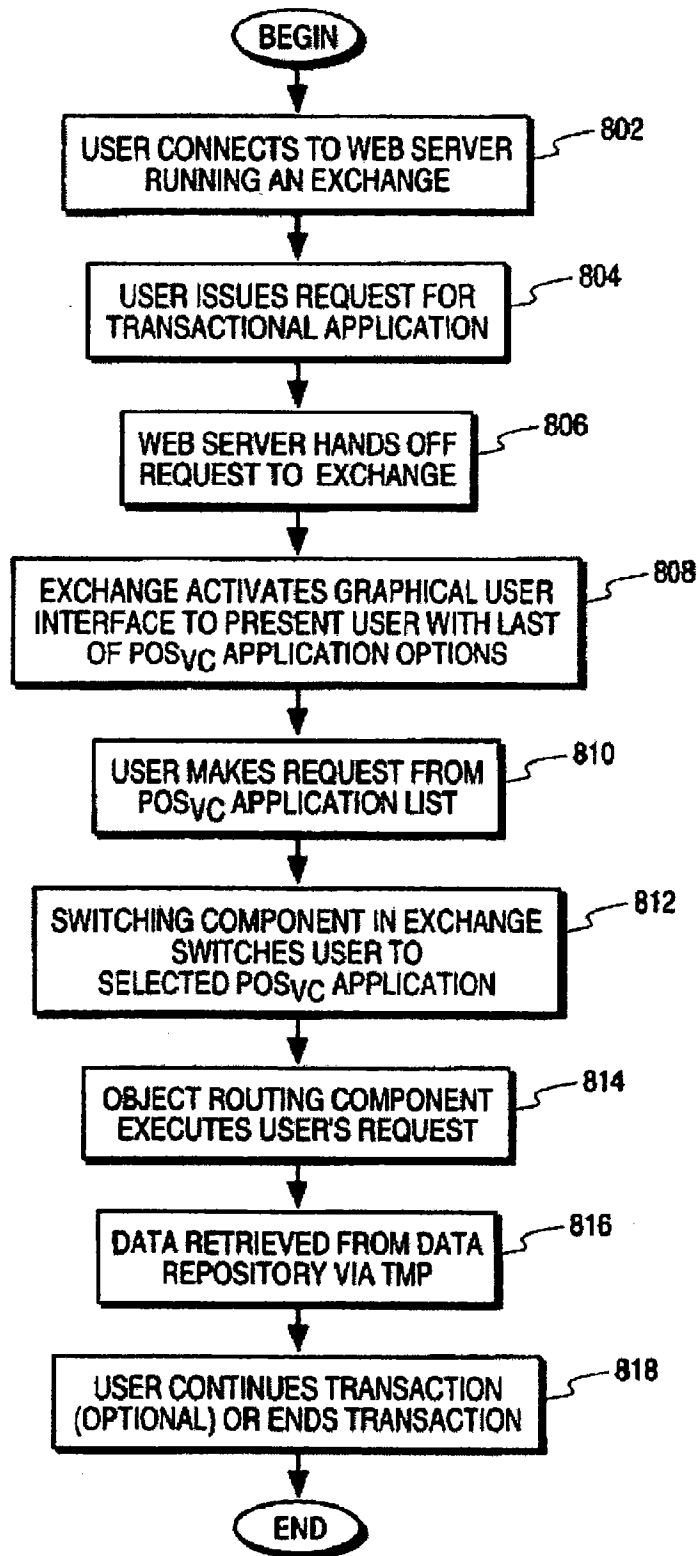 BEGIN
USER CONNECTS TO WEB SERVER
RUNNING AN EXCHANGE
802
USER ISSUES REQUEST FOR
TRANSACTIONAL APPLICATION
804
WEB SERVER HANDS OFF
REQUEST TO EXCHANGE
806
EXCHANGE ACTIVATES GRAPHICAL USER
INTERFACE TO PRESENT USER WITH LAST
OF POSVC APPLICATION OPTIONS
808
USER MAKES REQUEST FROM
POSVC APPLICATION LIST
810
SWITCHING COMPONENT IN EXCHANGE
SWITCHES USER TO
SELECTED POSVC APPLICATION
812
OBJECT ROUTING COMPONENT
EXECUTES USER'S REQUEST
814
DATA RETRIEVED FROM DATA
REPOSITORY VIA TMP
816
USER CONTINUES TRANSACTION
(OPTIONAL) OR ENDS TRANSACTION
818
END